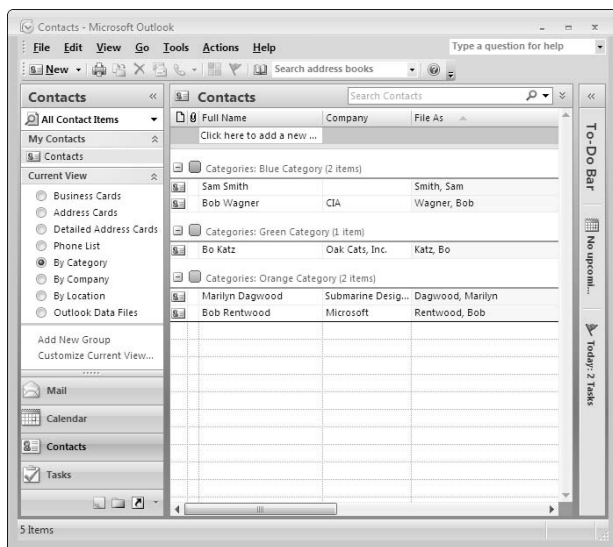 Contacts - Microsoft Outlook
File Edit View Go Tools Actions Help
Type a question for help
New
Search address books
Contacts
All Contact Items
My Contacts
Contacts
Current View
Business Cards
Address Cards
Detailed Address Cards
Phone List
By Category
By Company
By Location
Outlook Data Files
Add New Group
Customize Current View...
Mail
Calendar
Contacts
Tasks
Contacts
Search Contacts
Full Name Company File As
Click here to add a new ...
Categories: Blue Category (2 items)
Sam Smith Smith, Sam
Bob Wagner CIA Wagner, Bob
Categories: Green Category (1 item)
Bo Katz Oak Cats, Inc. Katz, Bo
Categories: Orange Category (2 items)
Marilyn Dagwood Submarine Desig... Dagwood, Marilyn
Bob Rentwood Microsoft Rentwood, Bob
To-Do Bar
No upcomi...
Today: 2 Tasks
5 Items